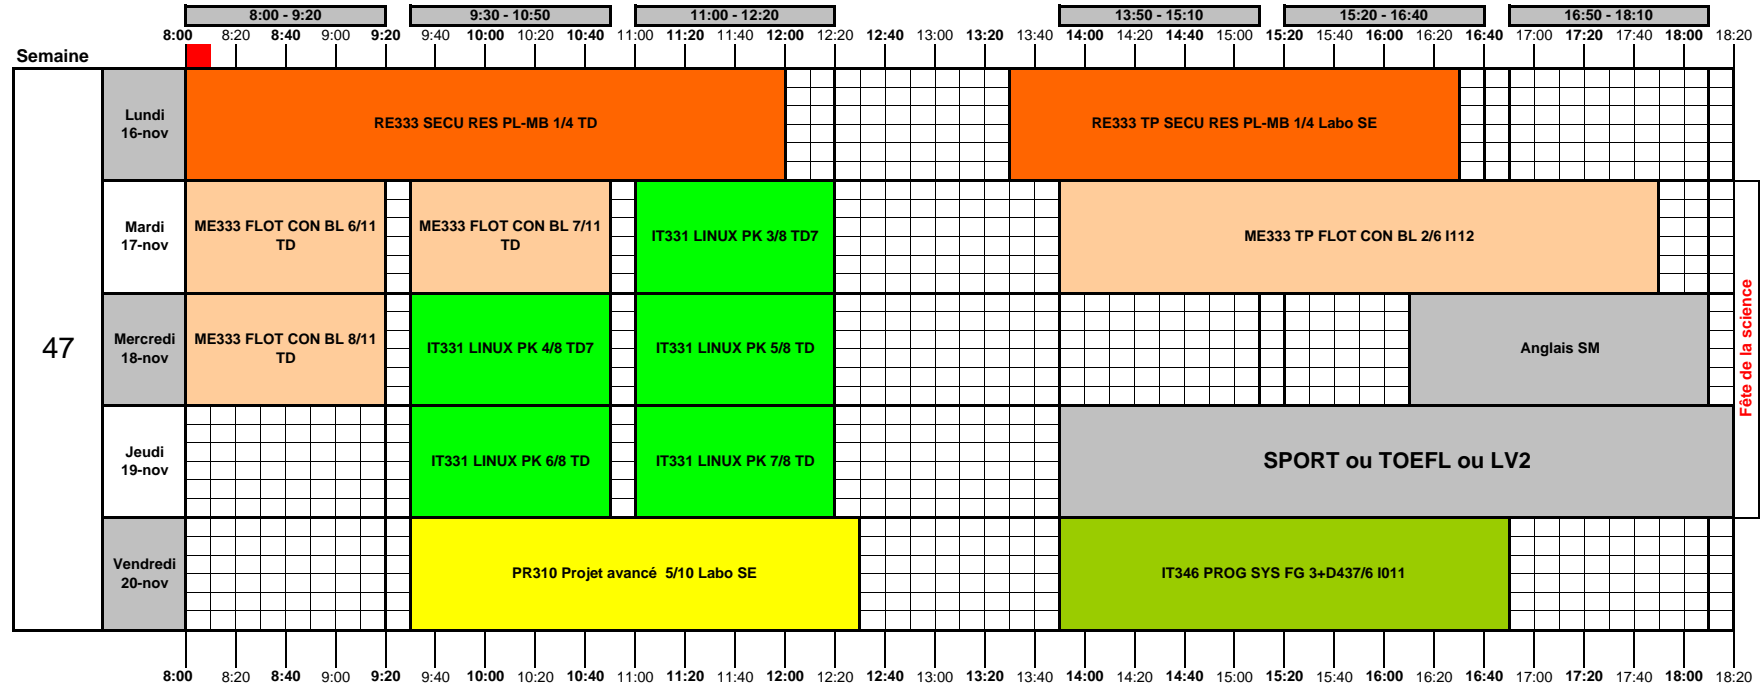 8:00 - 9:20 9:30 - 10:50 11:00 - 12:20 13:50 - 15:10 15:20 - 16:40 16:50 - 18:10
8:00 8:20 8:40 9:00 9:20 9:40 10:00 10:20 10:40 11:00 11:20 11:40 12:00 12:20 12:40 13:00 13:20 13:40 14:00 14:20 14:40 15:00 15:20 15:40 16:00 16:20 16:40 17:00 17:20 17:40 18:00 18:20
Semaine
47
Lundi
16-nov
RE333 SECU RES PL-MB 1/4 TD
RE333 TP SECU RES PL-MB 1/4 Labo SE
Mardi
17-nov
ME333 FLOT CON BL 6/11
TD
ME333 FLOT CON BL 7/11
TD
IT331 LINUX PK 3/8 TD7
ME333 TP FLOT CON BL 2/6 I112
Mercredi
18-nov
ME333 FLOT CON BL 8/11
TD
IT331 LINUX PK 4/8 TD7
IT331 LINUX PK 5/8 TD
Anglais SM
Jeudi
19-nov
IT331 LINUX PK 6/8 TD
IT331 LINUX PK 7/8 TD
SPORT ou TOEFL ou LV2
Fête de la science
Vendredi
20-nov
PR310 Projet avancé 5/10 Labo SE
IT346 PROG SYS FG 3+D437/6 I011
8:00 8:20 8:40 9:00 9:20 9:40 10:00 10:20 10:40 11:00 11:20 11:40 12:00 12:20 12:40 13:00 13:20 13:40 14:00 14:20 14:40 15:00 15:20 15:40 16:00 16:20 16:40 17:00 17:20 17:40 18:00 18:20